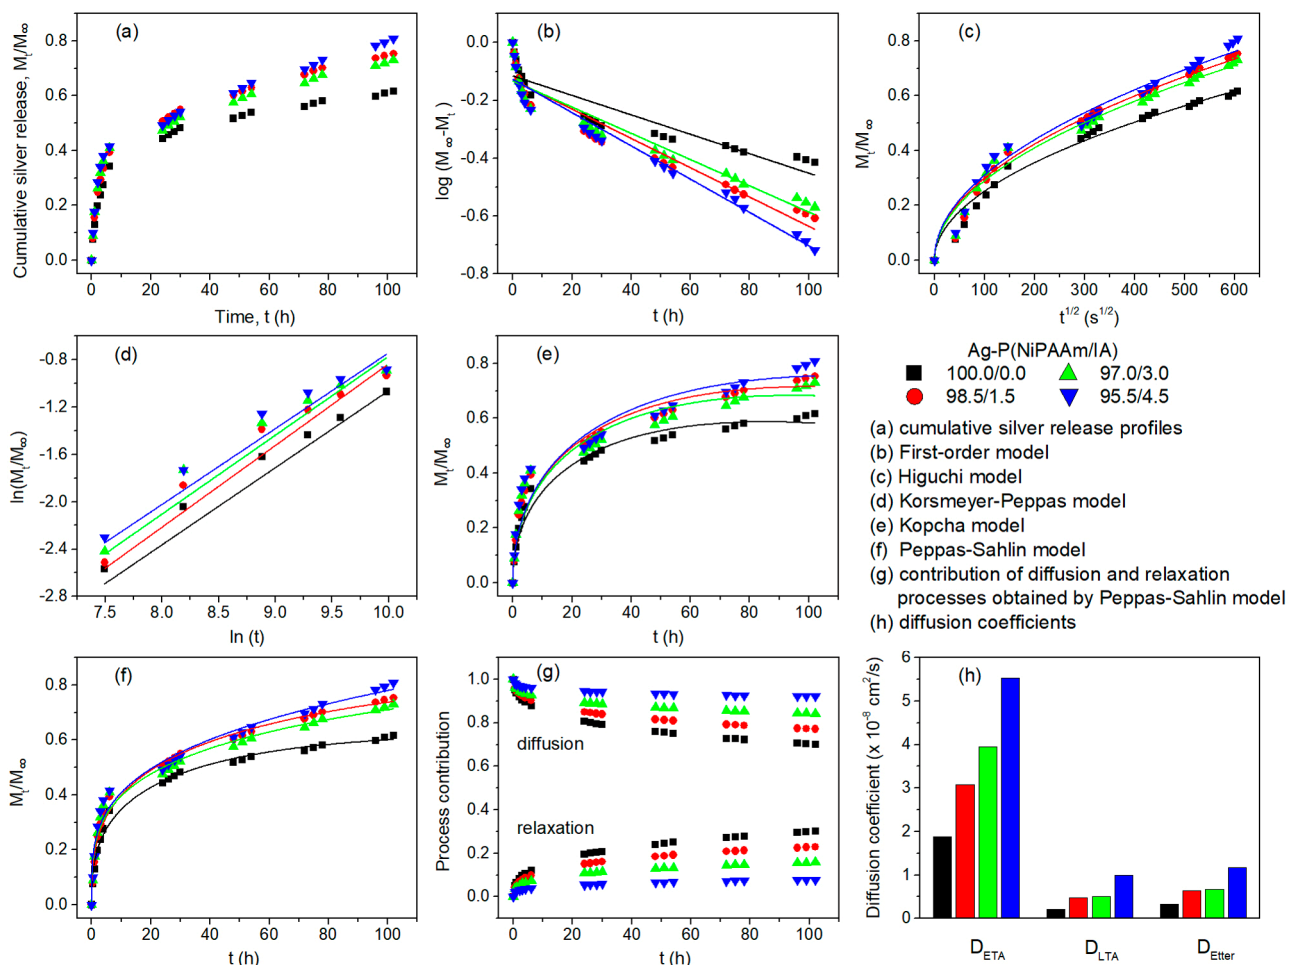 (a)
0.8
0.6
0.4
0.2
0.0
Cumulative silver release, Mt/M∞
0 20 40 60 80 100
Time, t (h)
(b)
0.0
-0.2
-0.4
-0.6
-0.8
log (M∞-Mt)
0 20 40 60 80 100
t (h)
(c)
0.8
0.6
0.4
0.2
0.0
Mt/M∞
0 100 200 300 400 500 600
t1/2 (s1/2)
(d)
-0.8
-1.2
-1.6
-2.0
-2.4
-2.8
ln(Mt/M∞)
7.5 8.0 8.5 9.0 9.5 10.0
ln (t)
(e)
0.8
0.6
0.4
0.2
0.0
Mt/M∞
0 20 40 60 80 100
t (h)
Ag-P(NiPAAm/IA)
100.0/0.0 97.0/3.0
98.5/1.5 95.5/4.5
(a) cumulative silver release profiles
(b) First-order model
(c) Higuchi model
(d) Korsmeyer-Peppas model
(e) Kopcha model
(f) Peppas-Sahlin model
(g) contribution of diffusion and relaxation
processes obtained by Peppas-Sahlin model
(h) diffusion coefficients
(f)
0.8
0.6
0.4
0.2
0.0
Mt/M∞
0 20 40 60 80 100
t (h)
(g)
1.0
0.8
0.6
0.4
0.2
0.0
Process contribution
diffusion
relaxation
0 20 40 60 80 100
t (h)
(h)
6
5
4
3
2
1
0
Diffusion coefficient (x 10-8 cm2/s)
DETA DLTA DEtter